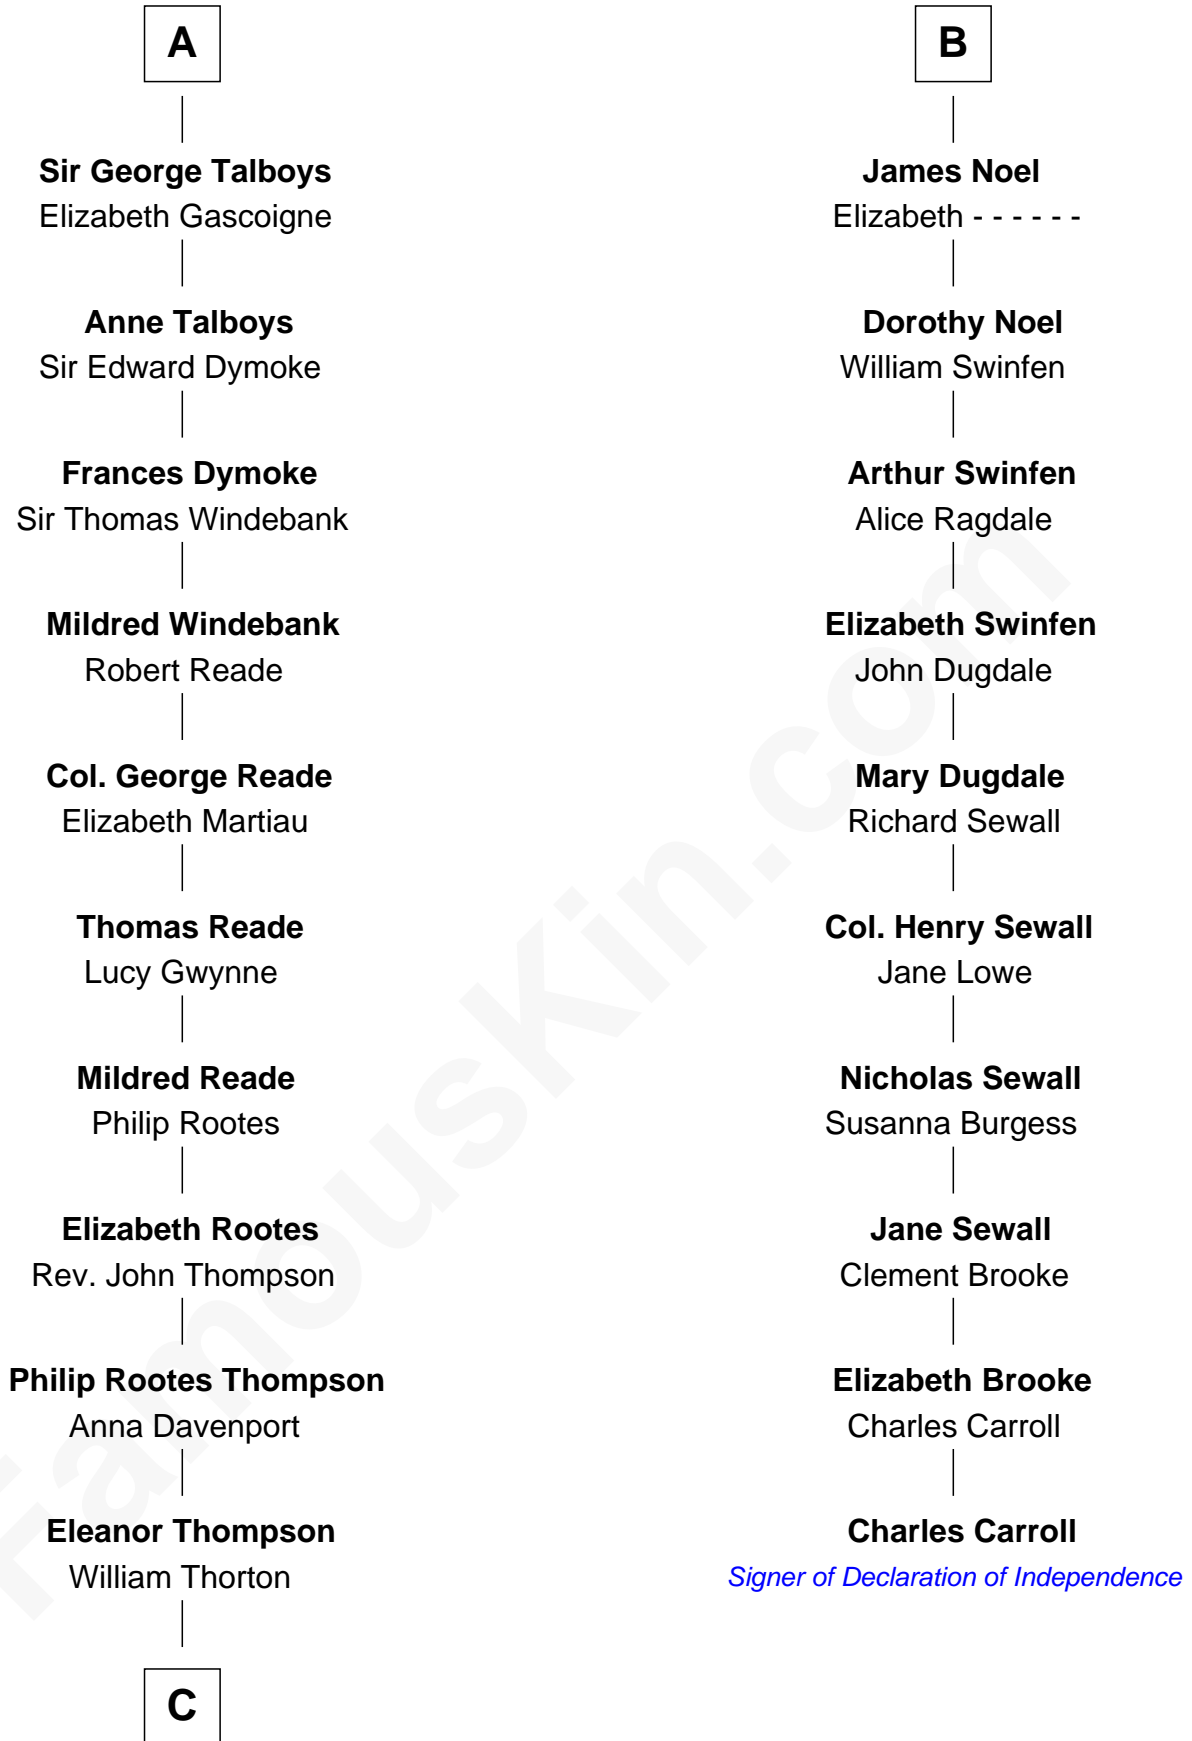 A
Sir George Talboys
Elizabeth Gascoigne
Anne Talboys
Sir Edward Dymoke
Frances Dymoke
Sir Thomas Windebank
Mildred Windebank
Robert Reade
Col. George Reade
Elizabeth Martiau
Thomas Reade
Lucy Gwynne
Mildred Reade
Philip Rootes
Elizabeth Rootes
Rev. John Thompson
Philip Rootes Thompson
Anna Davenport
Eleanor Thompson
William Thorton
C
B
James Noel
Elizabeth - - - - - -
Dorothy Noel
William Swinfen
Arthur Swinfen
Alice Ragdale
Elizabeth Swinfen
John Dugdale
Mary Dugdale
Richard Sewall
Col. Henry Sewall
Jane Lowe
Nicholas Sewall
Susanna Burgess
Jane Sewall
Clement Brooke
Elizabeth Brooke
Charles Carroll
Charles Carroll
Signer of Declaration of Independence
FamousKin.com